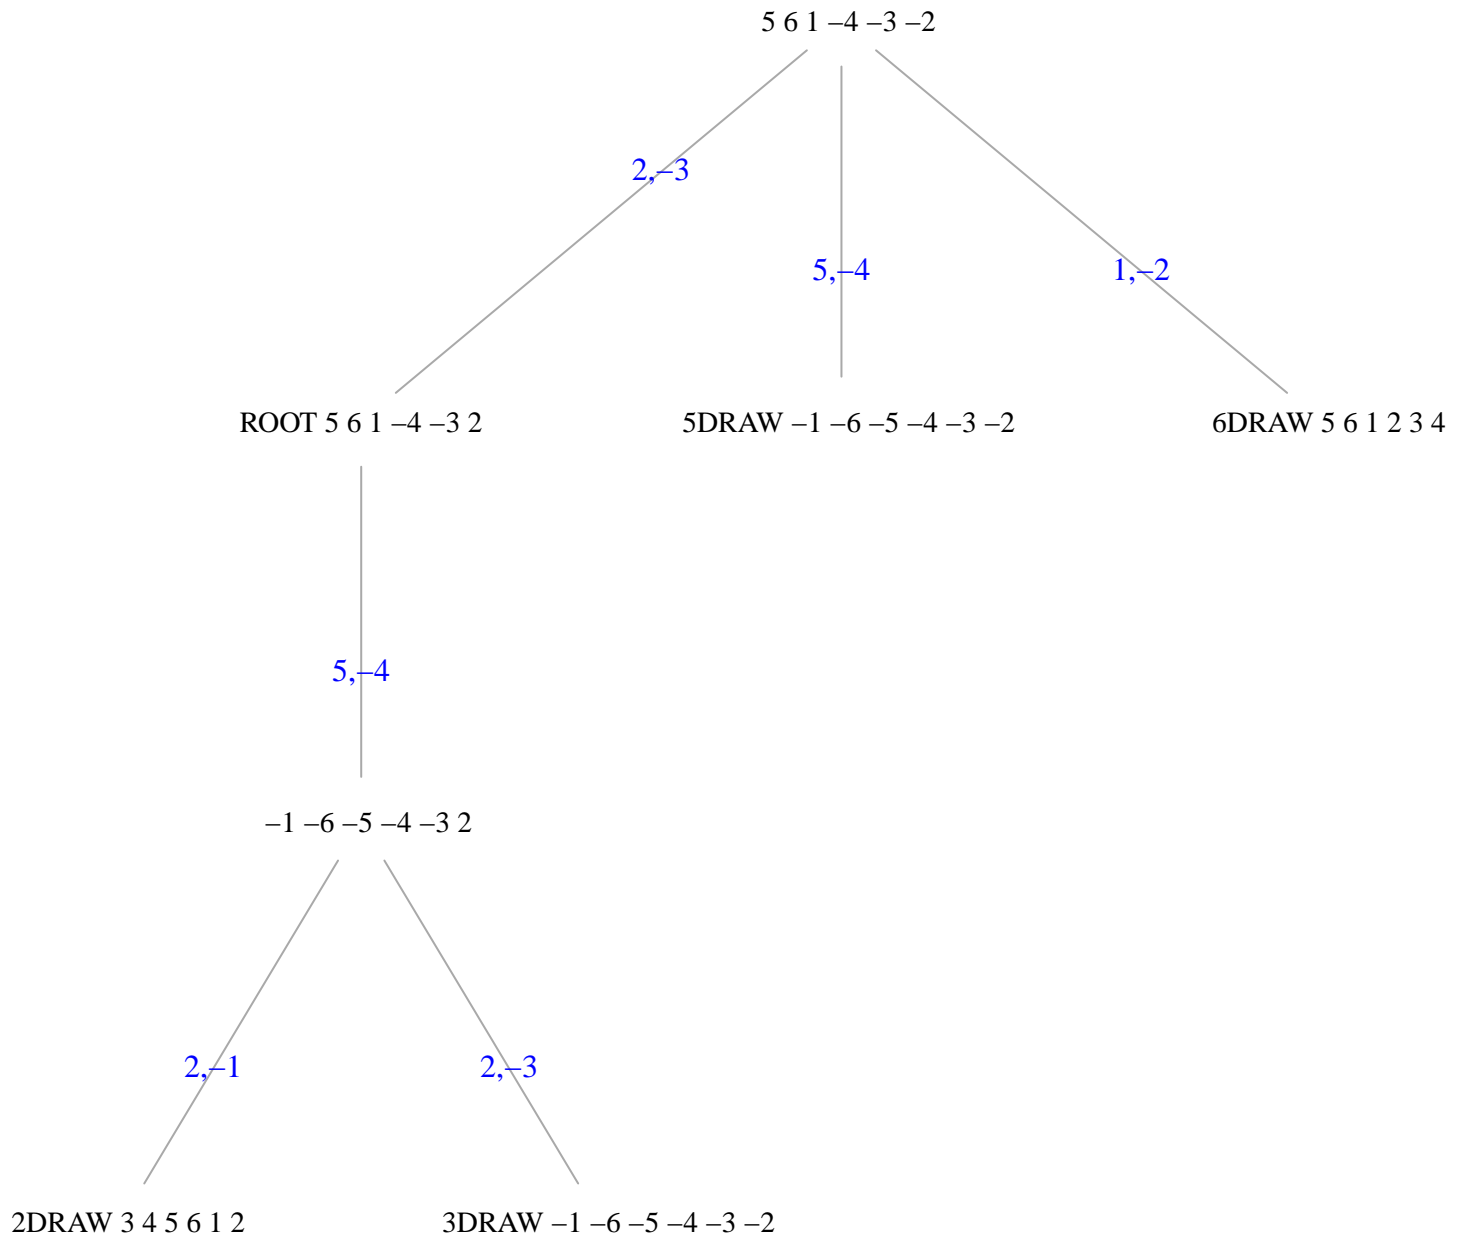 5 6 1 –4 –3 –2
2,–3
5,–4
1,–2
ROOT 5 6 1 –4 –3 2
5DRAW –1 –6 –5 –4 –3 –2
6DRAW 5 6 1 2 3 4
5,–4
–1 –6 –5 –4 –3 2
2,–1
2,–3
2DRAW 3 4 5 6 1 2
3DRAW –1 –6 –5 –4 –3 –2